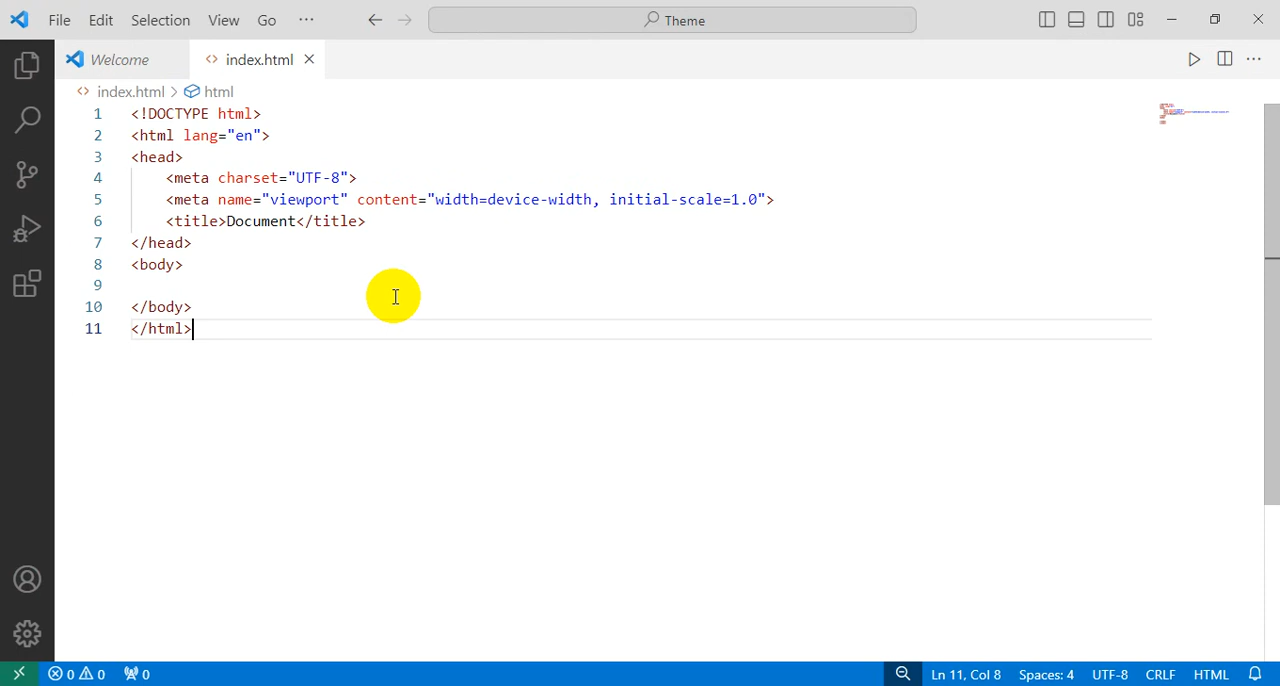 File Edit Selection View Go ··· Theme
Welcome index.html
index.html > html
1 <!DOCTYPE html>
2 <html lang="en">
3 <head>
4 <meta charset="UTF-8">
5 <meta name="viewport" content="width=device-width, initial-scale=1.0">
6 <title>Document</title>
7 </head>
8 <body>
9
10 </body>
11 </html>
0 0 0 Ln 11, Col 8 Spaces: 4 UTF-8 CRLF HTML